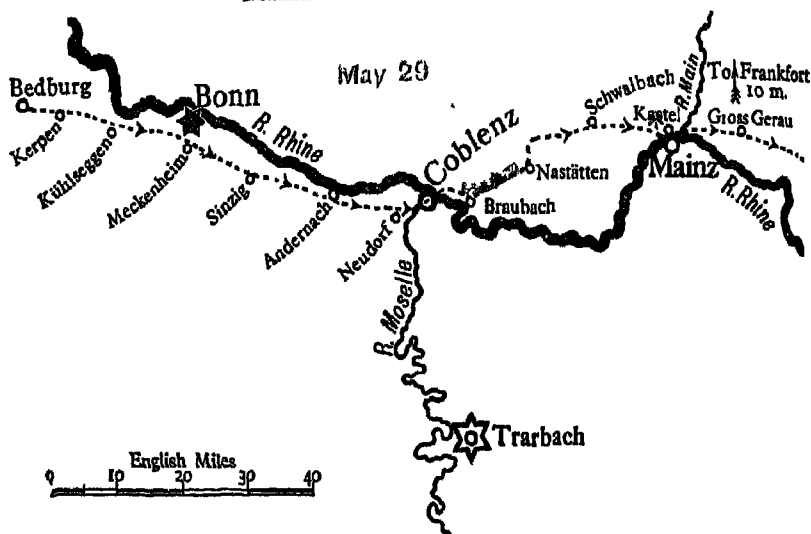 May 29
Bedburg
Kerpen
Kühlseggen
Bonn
Meckenheim
Sinzig
R. Rhine
Andernach
Neudorf
Coblenz
Braubach
Nastätten
Schwalbach
Kastel
R. Main
To Frankfort
10 m.
Gross Gerau
Mainz
R. Rhine
R. Moselle
Trarbach
English Miles
0 10 20 30 40